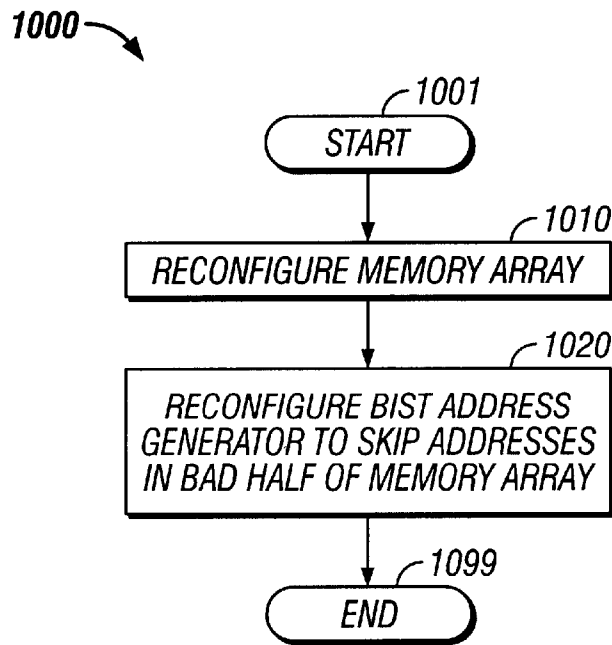 1000
1001
START
1010
RECONFIGURE MEMORY ARRAY
1020
RECONFIGURE BIST ADDRESS
GENERATOR TO SKIP ADDRESSES
IN BAD HALF OF MEMORY ARRAY
1099
END